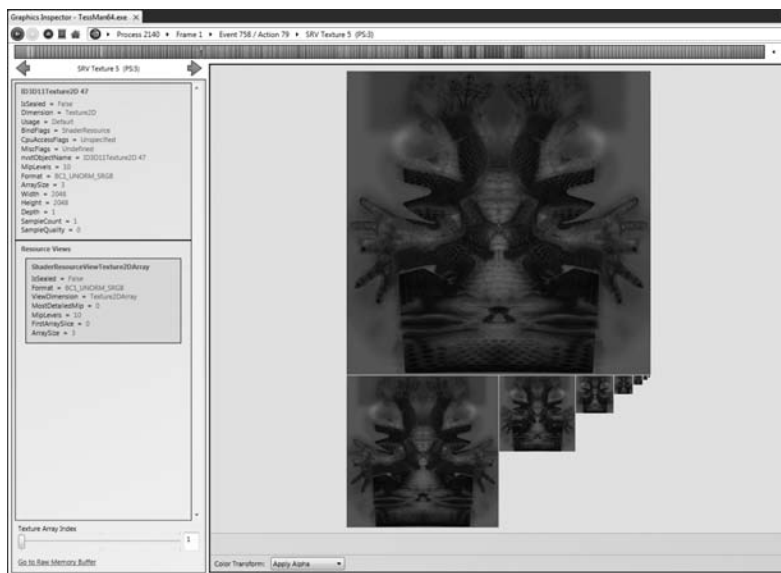 Graphics Inspector - TessMan64.exe X
Process 2140 ▸ Frame 1 ▸ Event 758 / Action 79 ▸ SRV Texture 5 (PS:3)
SRV Texture 5 (PS:3)
ID3D11Texture2D 47
IsSealed = False
Dimension = Texture2D
Usage = Default
BindFlags = ShaderResource
CpuAccessFlags = Unspecified
MiscFlags = Undefined
nvstObjectName = ID3D11Texture2D 47
MipLevels = 10
Format = BC1_UNORM_SRGB
ArraySize = 3
Width = 2048
Height = 2048
Depth = 1
SampleCount = 1
SampleQuality = 0
Resource Views
ShaderResourceViewTexture2DArray
IsSealed = False
Format = BC1_UNORM_SRGB
ViewDimension = Texture2DArray
MostDetailedMip = 0
MipLevels = 10
FirstArraySlice = 0
ArraySize = 3
Texture Array Index
1
Go to Raw Memory Buffer
Color Transform: Apply Alpha